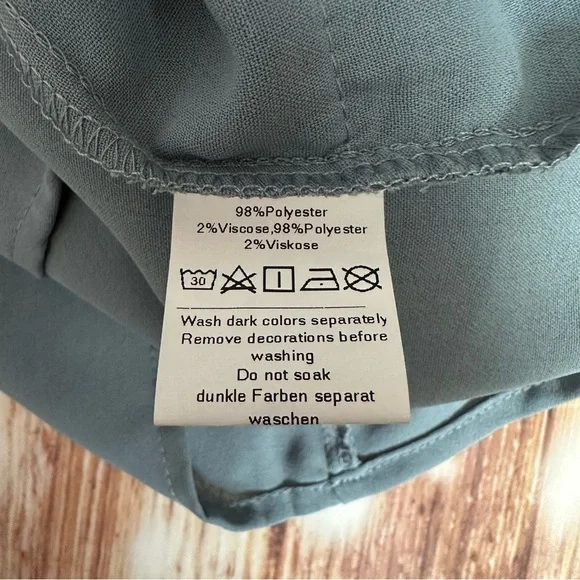 98%Polyester
2%Viscose,98%Polyester
2%Viskose
30
Wash dark colors separately
Remove decorations before
washing
Do not soak
dunkle Farben separat
waschen